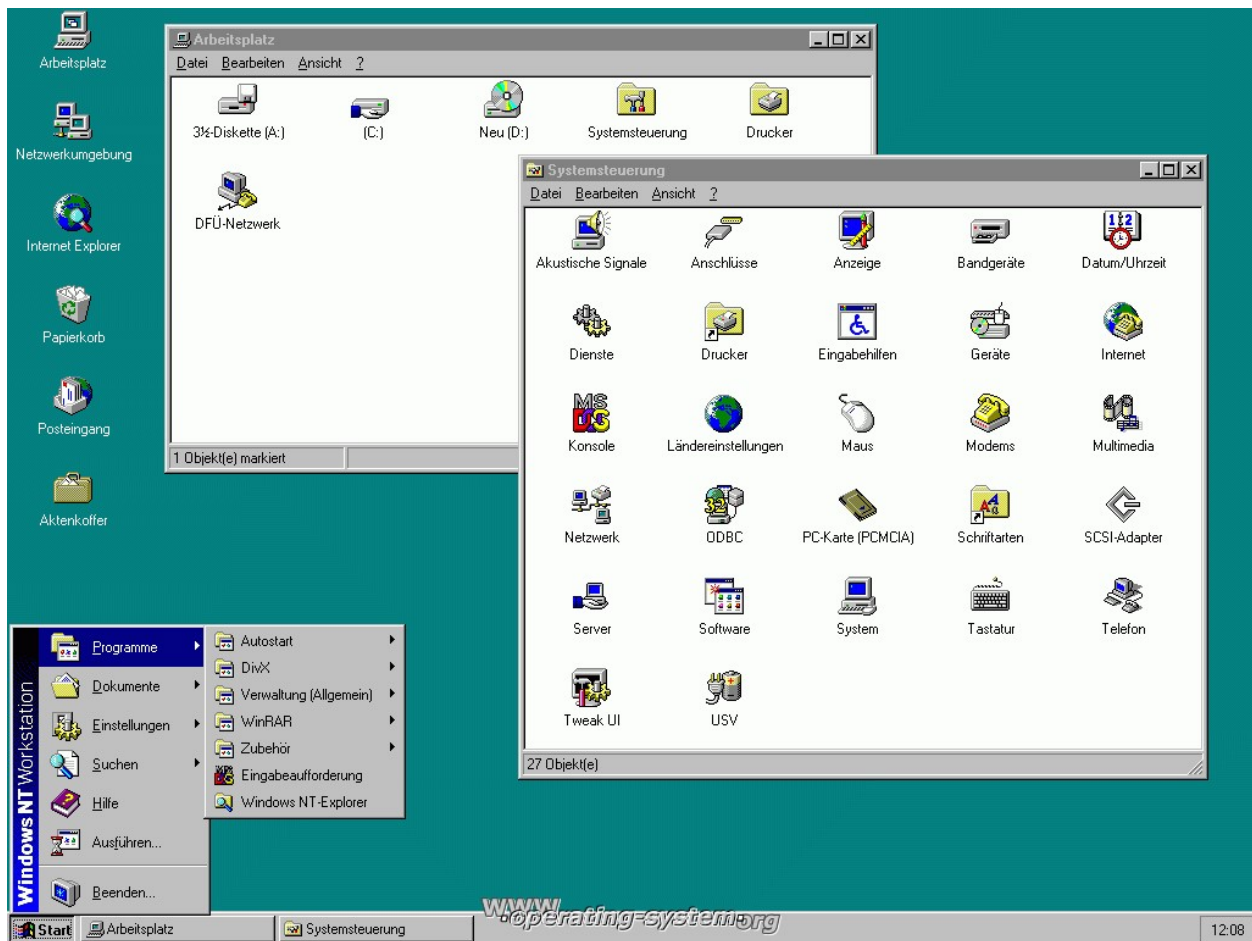 Arbeitsplatz
Netzwerkumgebung
Internet Explorer
Papierkorb
Posteingang
Aktenkoffer
Arbeitsplatz
Datei Bearbeiten Ansicht ?
3½-Diskette (A:) (C:) Neu (D:) Systemsteuerung Drucker
DFÜ-Netzwerk
1 Objekt(e) markiert
Systemsteuerung
Datei Bearbeiten Ansicht ?
Akustische Signale Anschlüsse Anzeige Bandgeräte Datum/Uhrzeit
Dienste Drucker Eingabehilfen Geräte Internet
Konsole Ländereinstellungen Maus Modems Multimedia
Netzwerk ODBC PC-Karte (PCMCIA) Schriftarten SCSI-Adapter
Server Software System Tastatur Telefon
Tweak UI USV
27 Objekt(e)
Windows NT Workstation
Programme
Dokumente
Einstellungen
Suchen
Hilfe
Ausführen...
Beenden...
Autostart
DivX
Verwaltung (Allgemein)
WinRAR
Zubehör
Eingabeaufforderung
Windows NT-Explorer
Start Arbeitsplatz Systemsteuerung 12:08
www.operating-system.org